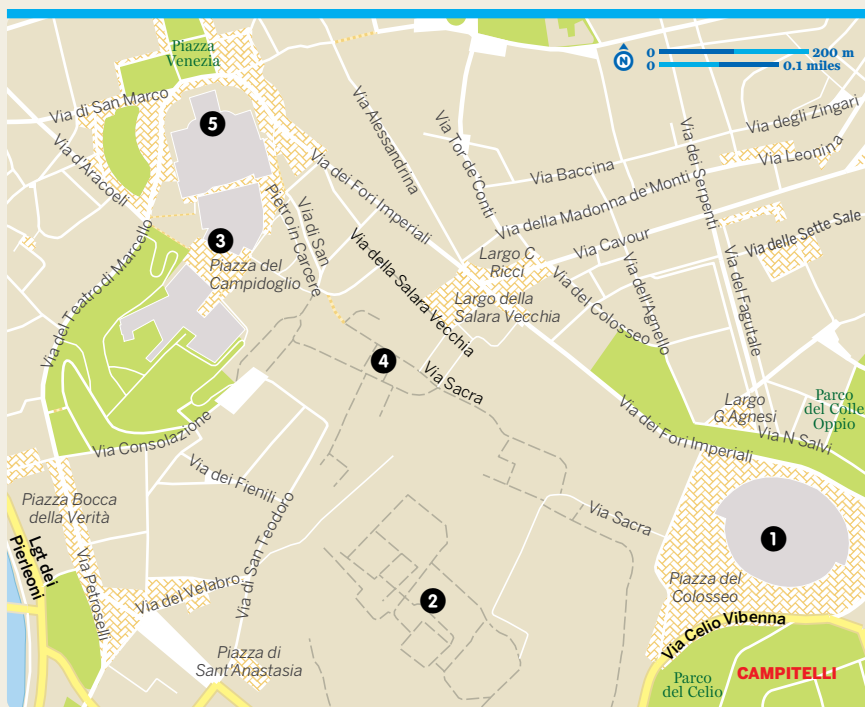 Piazza
Venezia
N
0 200 m
0 0.1 miles
Via di San Marco
5
Via d'Aracoeli
Via Alessandrina
Via Tor de'Conti
Via dei Serpenti
Via degli Zingari
Via Leonina
Via Baccina
Via dei Fori Imperiali
Via della Madonna de'Monti
Via Cavour
Via delle Sette Sale
Via di San
Pietro in Carcere
3
Piazza del
Campidoglio
Via del Teatro di Marcello
Via della Salara Vecchia
Largo C
Ricci
Largo della
Salara Vecchia
Via del Colosseo
Via dell'Agnello
Via del Fagutale
4
Via Sacra
Largo
G Agnesi
Parco
del Colle
Oppio
Via dei Fori Imperiali
Via N Salvi
Via Consolazione
Via dei Fienili
Via di San Teodoro
Piazza Bocca
della Verità
Lgt dei
Pierleoni
Via Petroselli
Via del Velabro
Via Sacra
1
Piazza del
Colosseo
2
Via Celio Vibenna
Piazza di
Sant'Anastasia
CAMPITELLI
Parco
del Celio